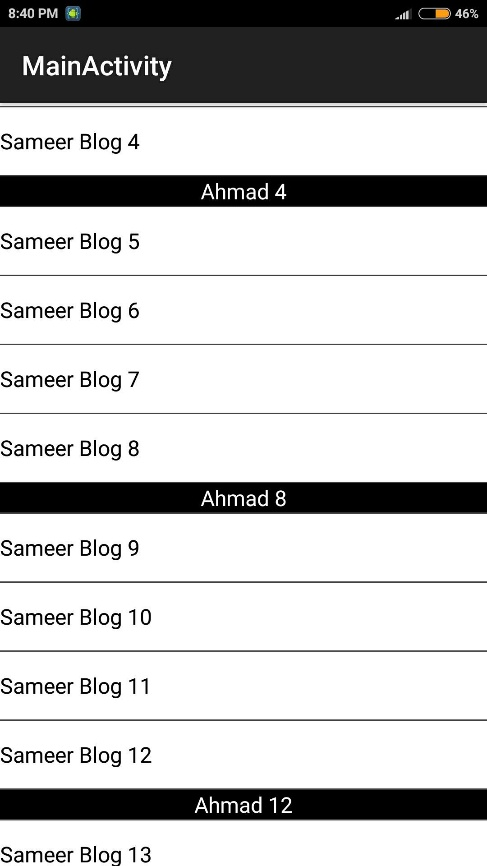 8:40 PM
46%
MainActivity
Sameer Blog 4
Ahmad 4
Sameer Blog 5
Sameer Blog 6
Sameer Blog 7
Sameer Blog 8
Ahmad 8
Sameer Blog 9
Sameer Blog 10
Sameer Blog 11
Sameer Blog 12
Ahmad 12
Sameer Blog 13